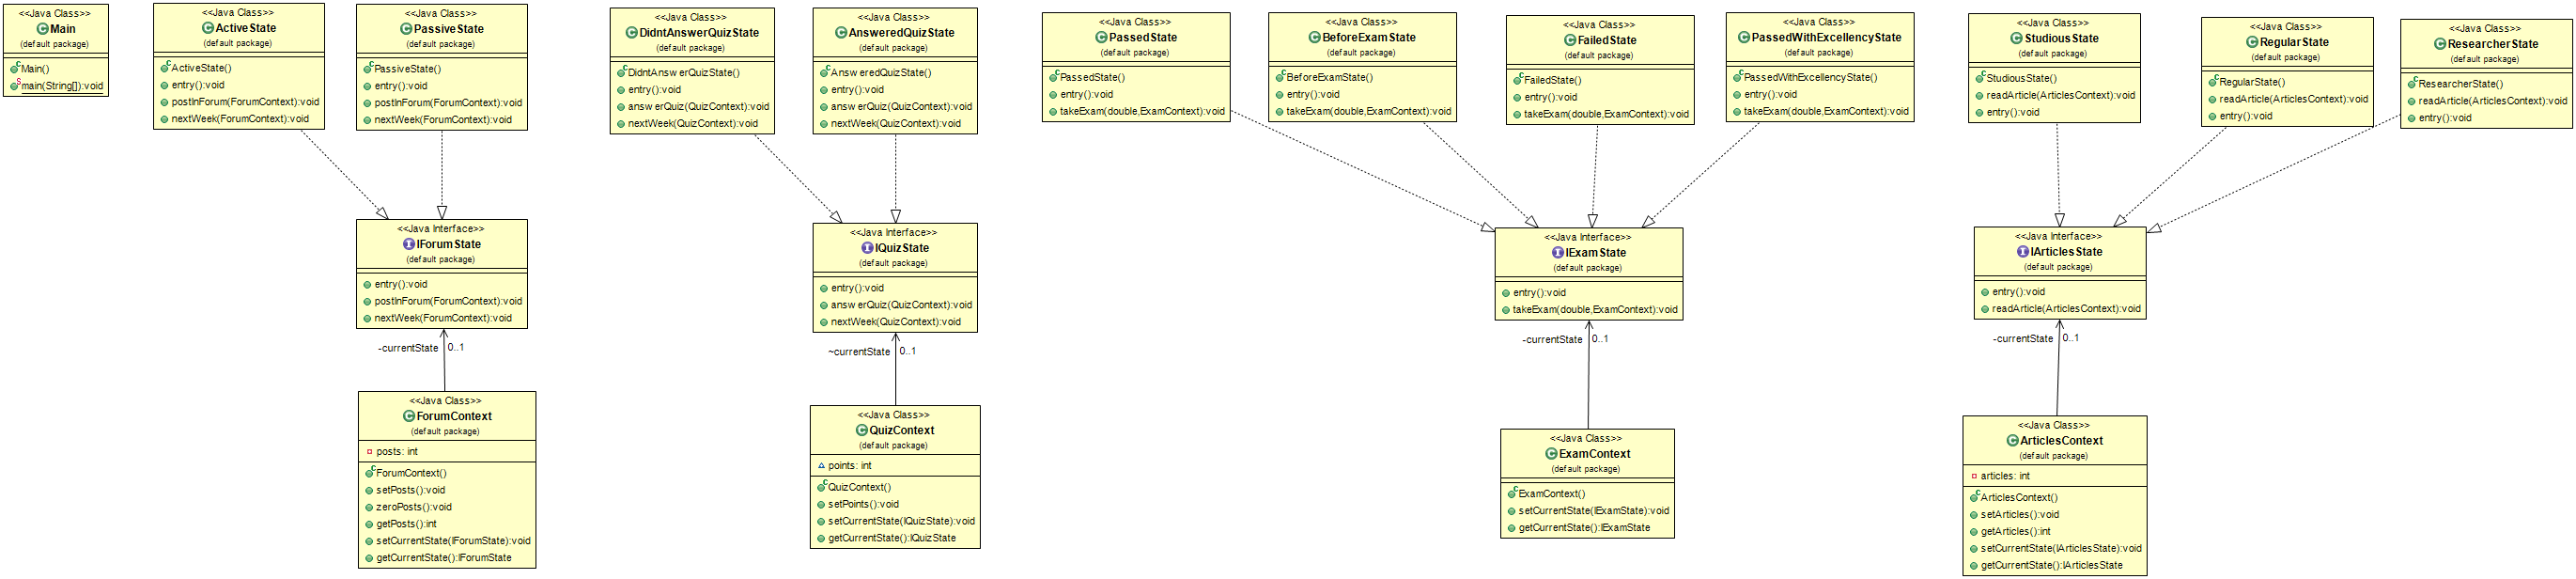 <<Java Class>>
Main
(default package)
Main()
main(String[]):void
<<Java Class>>
ActiveState
(default package)
ActiveState()
entry():void
postInForum(ForumContext):void
nextWeek(ForumContext):void
<<Java Class>>
PassiveState
(default package)
PassiveState()
entry():void
postInForum(ForumContext):void
nextWeek(ForumContext):void
<<Java Class>>
DidntAnswerQuizState
(default package)
DidntAnswerQuizState()
entry():void
answerQuiz(QuizContext):void
nextWeek(QuizContext):void
<<Java Class>>
AnsweredQuizState
(default package)
AnsweredQuizState()
entry():void
answerQuiz(QuizContext):void
nextWeek(QuizContext):void
<<Java Class>>
PassedState
(default package)
PassedState()
entry():void
takeExam(double,ExamContext):void
<<Java Class>>
BeforeExamState
(default package)
BeforeExamState()
entry():void
takeExam(double,ExamContext):void
<<Java Class>>
FailedState
(default package)
FailedState()
entry():void
takeExam(double,ExamContext):void
<<Java Class>>
PassedWithExcellencyState
(default package)
PassedWithExcellencyState()
entry():void
takeExam(double,ExamContext):void
<<Java Class>>
StudiousState
(default package)
StudiousState()
readArticle(ArticlesContext):void
entry():void
<<Java Class>>
RegularState
(default package)
RegularState()
readArticle(ArticlesContext):void
entry():void
<<Java Class>>
ResearcherState
(default package)
ResearcherState()
readArticle(ArticlesContext):void
entry():void
<<Java Interface>>
IForumState
(default package)
entry():void
postInForum(ForumContext):void
nextWeek(ForumContext):void
<<Java Interface>>
IQuizState
(default package)
entry():void
answerQuiz(QuizContext):void
nextWeek(QuizContext):void
<<Java Interface>>
IExamState
(default package)
entry():void
takeExam(double,ExamContext):void
<<Java Interface>>
IArticlesState
(default package)
entry():void
readArticle(ArticlesContext):void
-currentState 0..1
~currentState 0..1
-currentState 0..1
-currentState 0..1
<<Java Class>>
ForumContext
(default package)
posts: int
ForumContext()
setPosts():void
zeroPosts():void
getPosts():int
setCurrentState(IForumState):void
getCurrentState():IForumState
<<Java Class>>
QuizContext
(default package)
points: int
QuizContext()
setPoints():void
setCurrentState(IQuizState):void
getCurrentState():IQuizState
<<Java Class>>
ExamContext
(default package)
ExamContext()
setCurrentState(IExamState):void
getCurrentState():IExamState
<<Java Class>>
ArticlesContext
(default package)
articles: int
ArticlesContext()
setArticles():void
getArticles():int
setCurrentState(IArticlesState):void
getCurrentState():IArticlesState